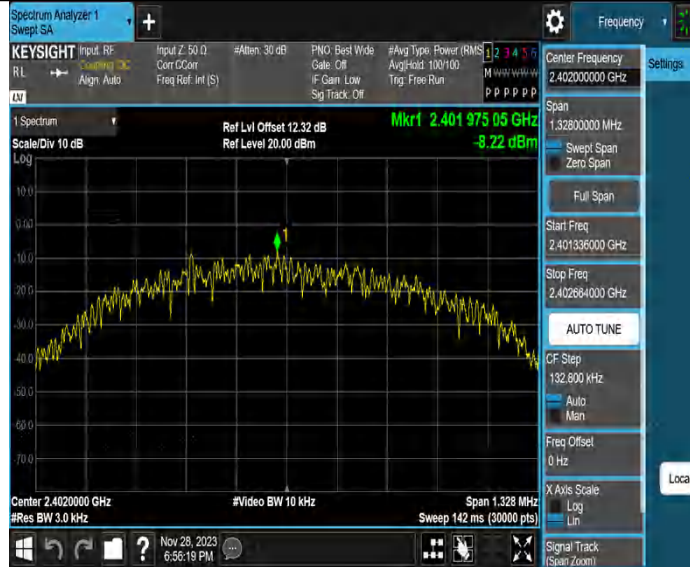 Spectrum Analyzer 1
Swept SA
Frequency
KEYSIGHT
RL
LXI
Input: RF
Coupling: DC
Align: Auto
Input Z: 50 Ω
Corr CCorr
Freq Ref: Int (S)
#Atten: 30 dB
PNO: Best Wide
Gate: Off
IF Gain: Low
Sig Track: Off
#Avg Type: Power (RMS
Avg|Hold: 100/100
Trig: Free Run
1 2 3 4 5 6
M W W W W W
P P P P P P
1 Spectrum
Scale/Div 10 dB
Log
Ref Lvl Offset 12.32 dB
Ref Level 20.00 dBm
Mkr1 2.401 975 05 GHz
-8.22 dBm
10.0
0.00
-10.0
-20.0
-30.0
-40.0
-50.0
-60.0
-70.0
1
Center 2.4020000 GHz
#Res BW 3.0 kHz
#Video BW 10 kHz
Span 1.328 MHz
Sweep 142 ms (30000 pts)
?
Nov 28, 2023
6:56:19 PM
Center Frequency
2.402000000 GHz
Span
1.32800000 MHz
Swept Span
Zero Span
Full Span
Start Freq
2.401336000 GHz
Stop Freq
2.402664000 GHz
AUTO TUNE
CF Step
132.800 kHz
Auto
Man
Freq Offset
0 Hz
X Axis Scale
Log
Lin
Signal Track
(Span Zoom)
Settings
Loca